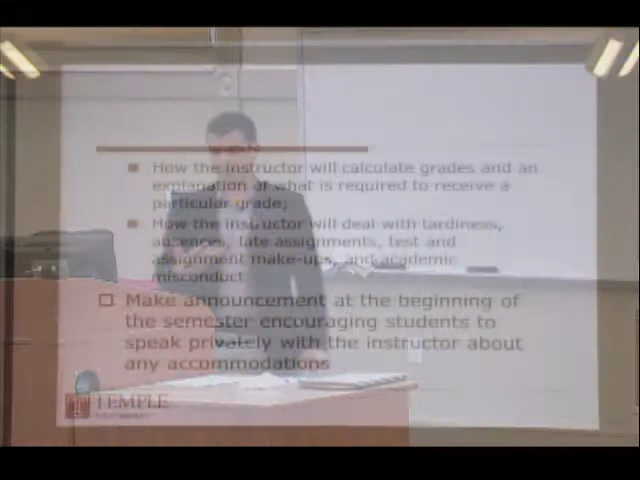 How the instructor will calculate grades and an
explanation of what is required to receive a
particular grade;
How the instructor will deal with tardiness,
absences, late assignments, test and
assignment make-ups, and academic
misconduct
Make announcement at the beginning of
the semester encouraging students to
speak privately with the instructor about
any accommodations
TEMPLE